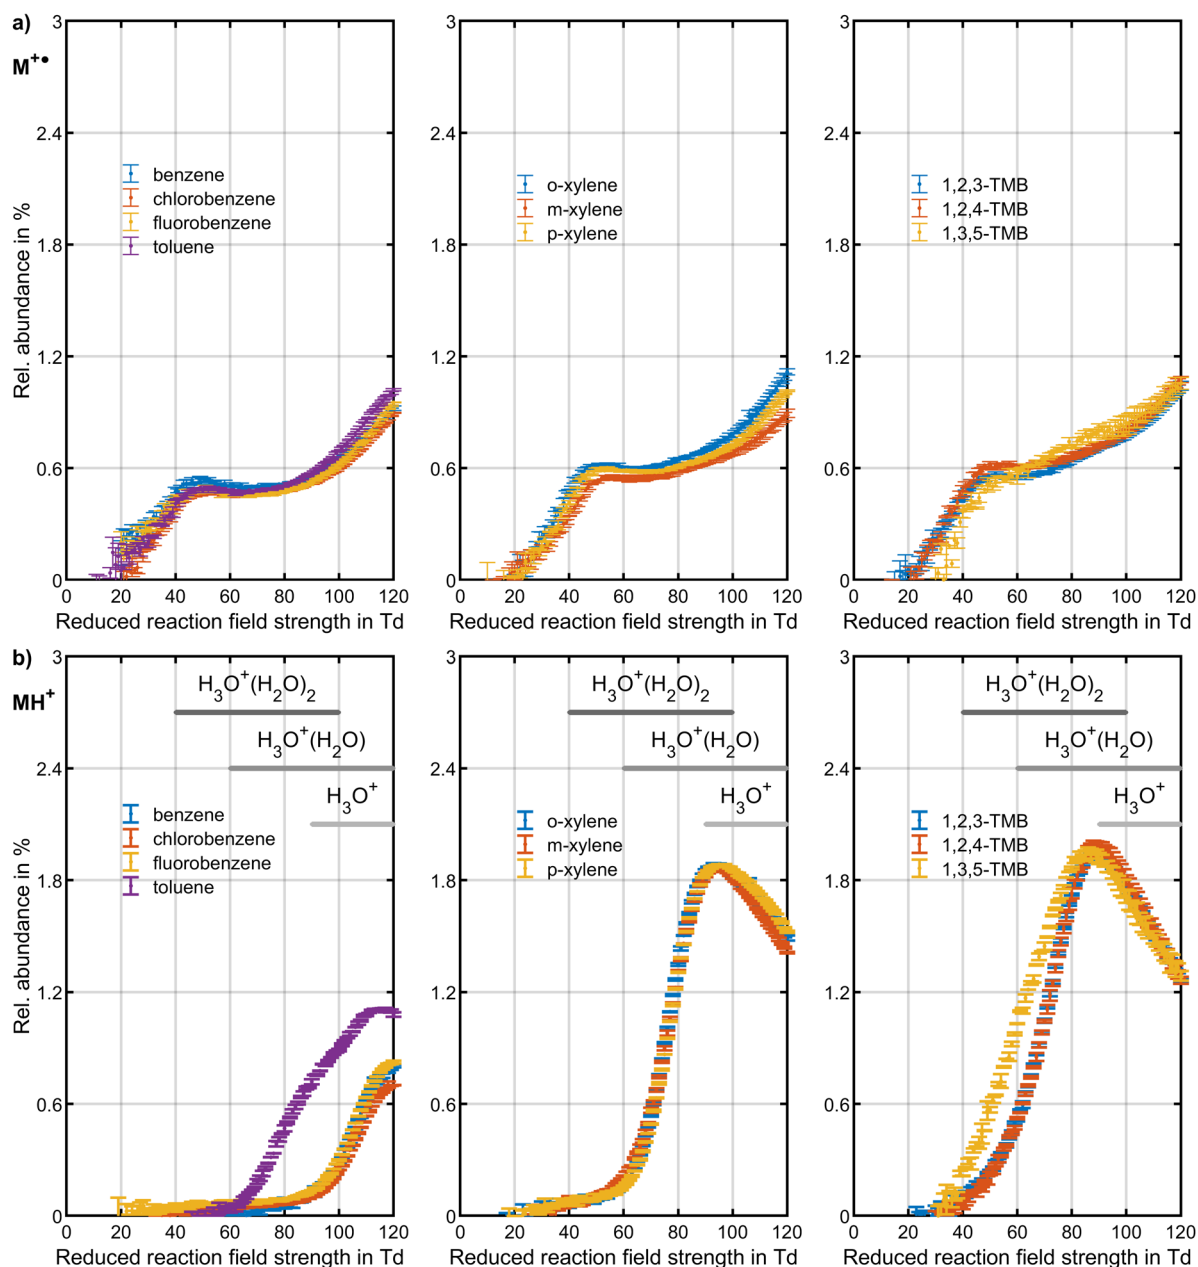 a)
M⁺•
Rel. abundance in %
3
2.4
1.8
1.2
0.6
0
benzene
chlorobenzene
fluorobenzene
toluene
0 20 40 60 80 100 120
Reduced reaction field strength in Td
3
2.4
1.8
1.2
0.6
0
o-xylene
m-xylene
p-xylene
0 20 40 60 80 100 120
Reduced reaction field strength in Td
3
2.4
1.8
1.2
0.6
0
1,2,3-TMB
1,2,4-TMB
1,3,5-TMB
0 20 40 60 80 100 120
Reduced reaction field strength in Td
b)
MH⁺
Rel. abundance in %
3
2.4
1.8
1.2
0.6
0
H₃O⁺(H₂O)₂
H₃O⁺(H₂O)
H₃O⁺
benzene
chlorobenzene
fluorobenzene
toluene
0 20 40 60 80 100 120
Reduced reaction field strength in Td
3
2.4
1.8
1.2
0.6
0
H₃O⁺(H₂O)₂
H₃O⁺(H₂O)
H₃O⁺
o-xylene
m-xylene
p-xylene
0 20 40 60 80 100 120
Reduced reaction field strength in Td
3
2.4
1.8
1.2
0.6
0
H₃O⁺(H₂O)₂
H₃O⁺(H₂O)
H₃O⁺
1,2,3-TMB
1,2,4-TMB
1,3,5-TMB
0 20 40 60 80 100 120
Reduced reaction field strength in Td